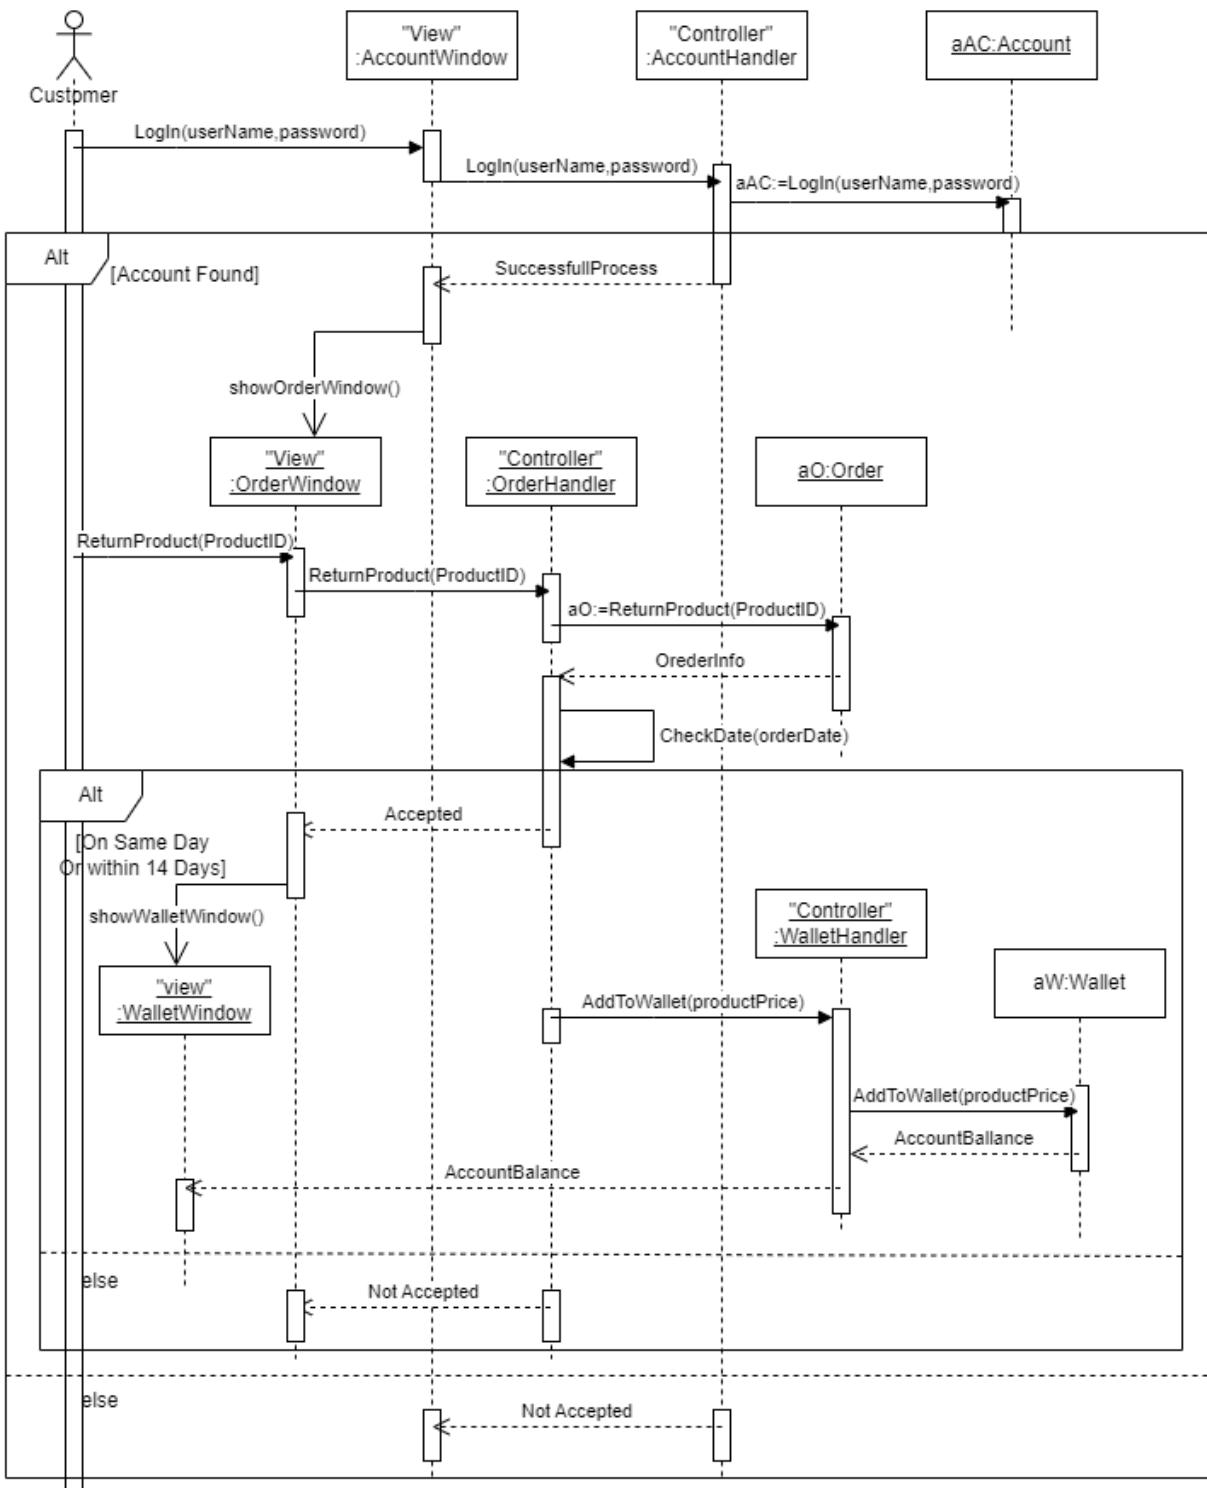 "View"
:AccountWindow
"Controller"
:AccountHandler
aAC:Account
Customer
LogIn(userName,password)
LogIn(userName,password)
aAC:=LogIn(userName,password)
Alt
[Account Found]
SuccessfullProcess
showOrderWindow()
"View"
:OrderWindow
"Controller"
:OrderHandler
aO:Order
ReturnProduct(ProductID)
ReturnProduct(ProductID)
aO:=ReturnProduct(ProductID)
OrederInfo
CheckDate(orderDate)
Alt
Accepted
[On Same Day
Or within 14 Days]
showWalletWindow()
"Controller"
:WalletHandler
"view"
:WalletWindow
aW:Wallet
AddToWallet(productPrice)
AddToWallet(productPrice)
AccountBallance
AccountBalance
else
Not Accepted
else
Not Accepted